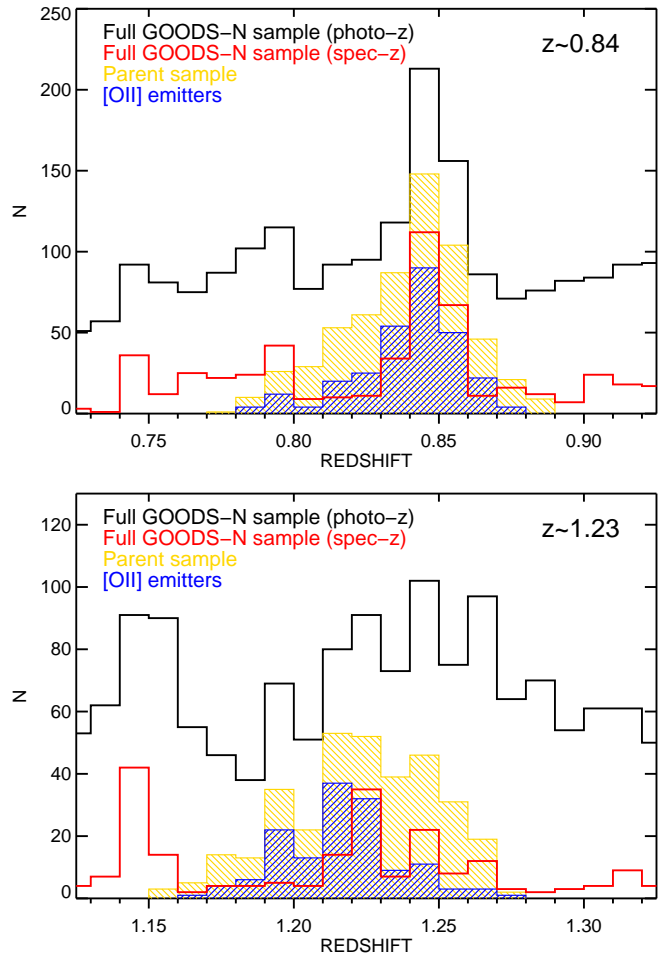 250
200
150
100
50
0
N
Full GOODS−N sample (photo−z)
Full GOODS−N sample (spec−z)
Parent sample
[OII] emitters
z~0.84
0.75 0.80 0.85 0.90
REDSHIFT
120
100
80
60
40
20
0
N
Full GOODS−N sample (photo−z)
Full GOODS−N sample (spec−z)
Parent sample
[OII] emitters
z~1.23
1.15 1.20 1.25 1.30
REDSHIFT